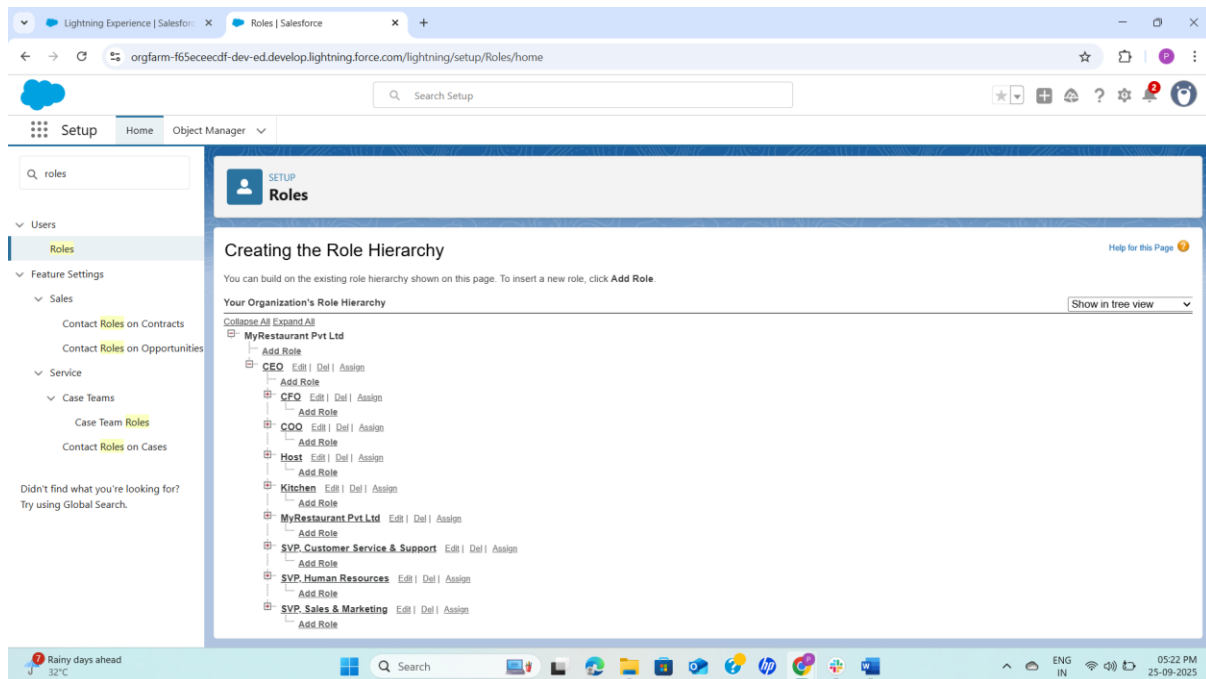 Lightning Experience | Salesforc
Roles | Salesforce
orgfarm-f65eceecdf-dev-ed.develop.lightning.force.com/lightning/setup/Roles/home
P
Search Setup
2
Setup
Home
Object Manager
roles
Users
Roles
Feature Settings
Sales
Contact Roles on Contracts
Contact Roles on Opportunities
Service
Case Teams
Case Team Roles
Contact Roles on Cases
Didn't find what you're looking for?
Try using Global Search.
SETUP
Roles
Creating the Role Hierarchy
Help for this Page
You can build on the existing role hierarchy shown on this page. To insert a new role, click Add Role.
Your Organization's Role Hierarchy
Show in tree view
Collapse All Expand All
MyRestaurant Pvt Ltd
Add Role
CEO Edit | Del | Assign
Add Role
CFO Edit | Del | Assign
Add Role
COO Edit | Del | Assign
Add Role
Host Edit | Del | Assign
Add Role
Kitchen Edit | Del | Assign
Add Role
MyRestaurant Pvt Ltd Edit | Del | Assign
Add Role
SVP, Customer Service & Support Edit | Del | Assign
Add Role
SVP, Human Resources Edit | Del | Assign
Add Role
SVP, Sales & Marketing Edit | Del | Assign
Add Role
7
Rainy days ahead
32°C
Search
ENG
IN
05:22 PM
25-09-2025